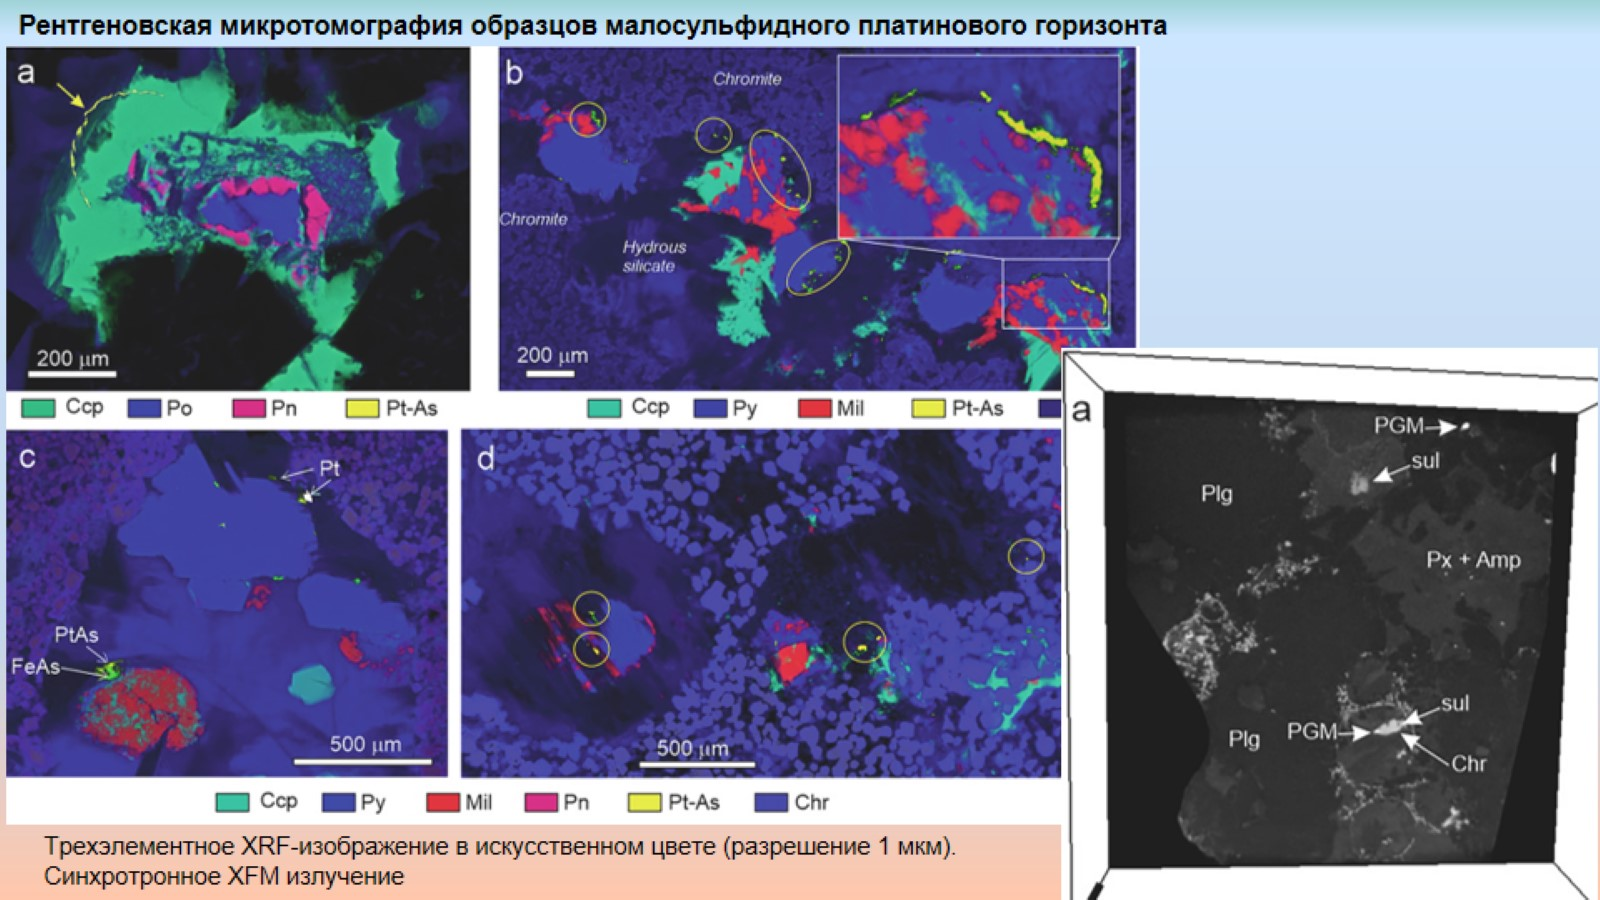 Рентгеновская микротомография образцов малосульфидного платинового горизонта
a
200 μm
Ccp Po Pn Pt-As
b
Chromite
Chromite
Hydrous
silicate
200 μm
Ccp Py Mil Pt-As
c
Pt
PtAs
FeAs
500 μm
d
500 μm
Ccp Py Mil Pn Pt-As Chr
a
PGM
sul
Plg
Px + Amp
sul
PGM
Plg
Chr
Трехэлементное XRF-изображение в искусственном цвете (разрешение 1 мкм).
Синхротронное XFM излучение